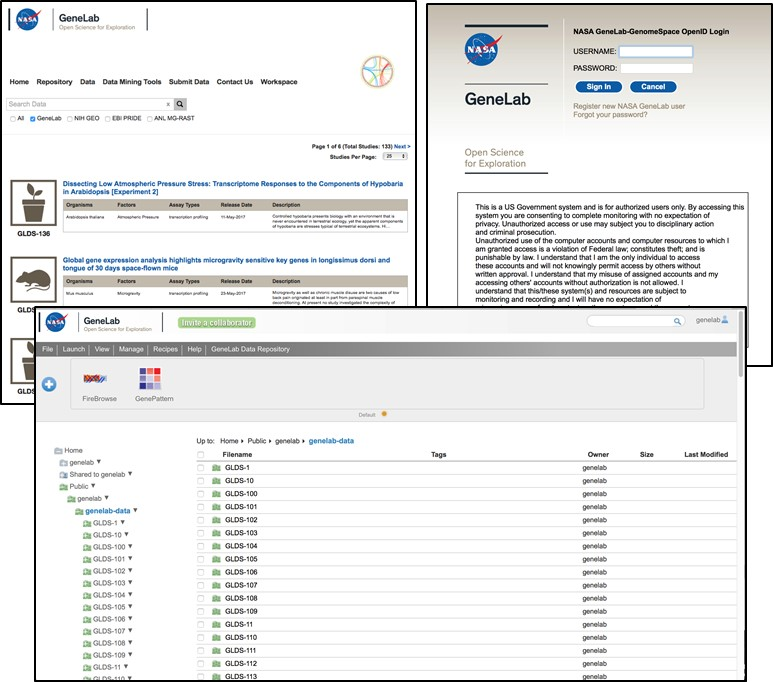 NASA
GeneLab
Open Science for Exploration
Home Repository Data Data Mining Tools Submit Data Contact Us Workspace
Search Data x
All GeneLab NIH GEO EBI PRIDE ANL MG-RAST
Page 1 of 6 (Total Studies: 133) Next >
Studies Per Page: 25
Dissecting Low Atmospheric Pressure Stress: Transcriptome Responses to the Components of Hypobaria
in Arabidopsis [Experiment 2]
Organisms Factors Assay Types Release Date Description
Arabidopsis thaliana Atmospheric Pressure transcription profiling 11-May-2017 Controlled hypobaria presents biology with an environment that is
never encountered in terrestrial ecology, yet the apparent components
of hypobaria are stresses typical of terrestrial ecosystems. Hi...
GLDS-136
Global gene expression analysis highlights microgravity sensitive key genes in longissimus dorsi and
tongue of 30 days space-flown mice
Organisms Factors Assay Types Release Date Description
Mus musculus Microgravity transcription profiling 23-May-2017 Microgravity as well as chronic muscle disuse are two causes of low
back pain originated at least in part from paraspinal muscle
deconditioning. At present no study investigated the complexity of
GLDS
GLDS
NASA
GeneLab
Open Science
for Exploration
NASA GeneLab-GenomeSpace OpenID Login
USERNAME:
PASSWORD:
Sign In Cancel
Register new NASA GeneLab user
Forgot your password?
This is a US Government system and is for authorized users only. By accessing this
system you are consenting to complete monitoring with no expectation of
privacy. Unauthorized access or use may subject you to disciplinary action
and criminal prosecution.
Unauthorized use of the computer accounts and computer resources to which I
am granted access is a violation of Federal law; constitutes theft; and is
punishable by law. I understand that I am the only individual to access
these accounts and will not knowingly permit access by others without
written approval. I understand that my misuse of assigned accounts and my
accessing others' accounts without authorization is not allowed. I
understand that this/these system(s) and resources are subject to
monitoring and recording and I will have no expectation of
NASA
GeneLab
Open Science for Exploration
Invite a collaborator
genelab
File Launch View Manage Recipes Help GeneLab Data Repository
FireBrowse GenePattern
Default
Home
genelab
Shared to genelab
Public
genelab
genelab-data
GLDS-1
GLDS-10
GLDS-100
GLDS-101
GLDS-102
GLDS-103
GLDS-104
GLDS-105
GLDS-106
GLDS-107
GLDS-108
GLDS-109
GLDS-11
GLDS-110
Up to: Home Public genelab genelab-data
Filename Tags Owner Size Last Modified
GLDS-1 genelab
GLDS-10 genelab
GLDS-100 genelab
GLDS-101 genelab
GLDS-102 genelab
GLDS-103 genelab
GLDS-104 genelab
GLDS-105 genelab
GLDS-106 genelab
GLDS-107 genelab
GLDS-108 genelab
GLDS-109 genelab
GLDS-11 genelab
GLDS-110 genelab
GLDS-111 genelab
GLDS-112 genelab
GLDS-113 genelab